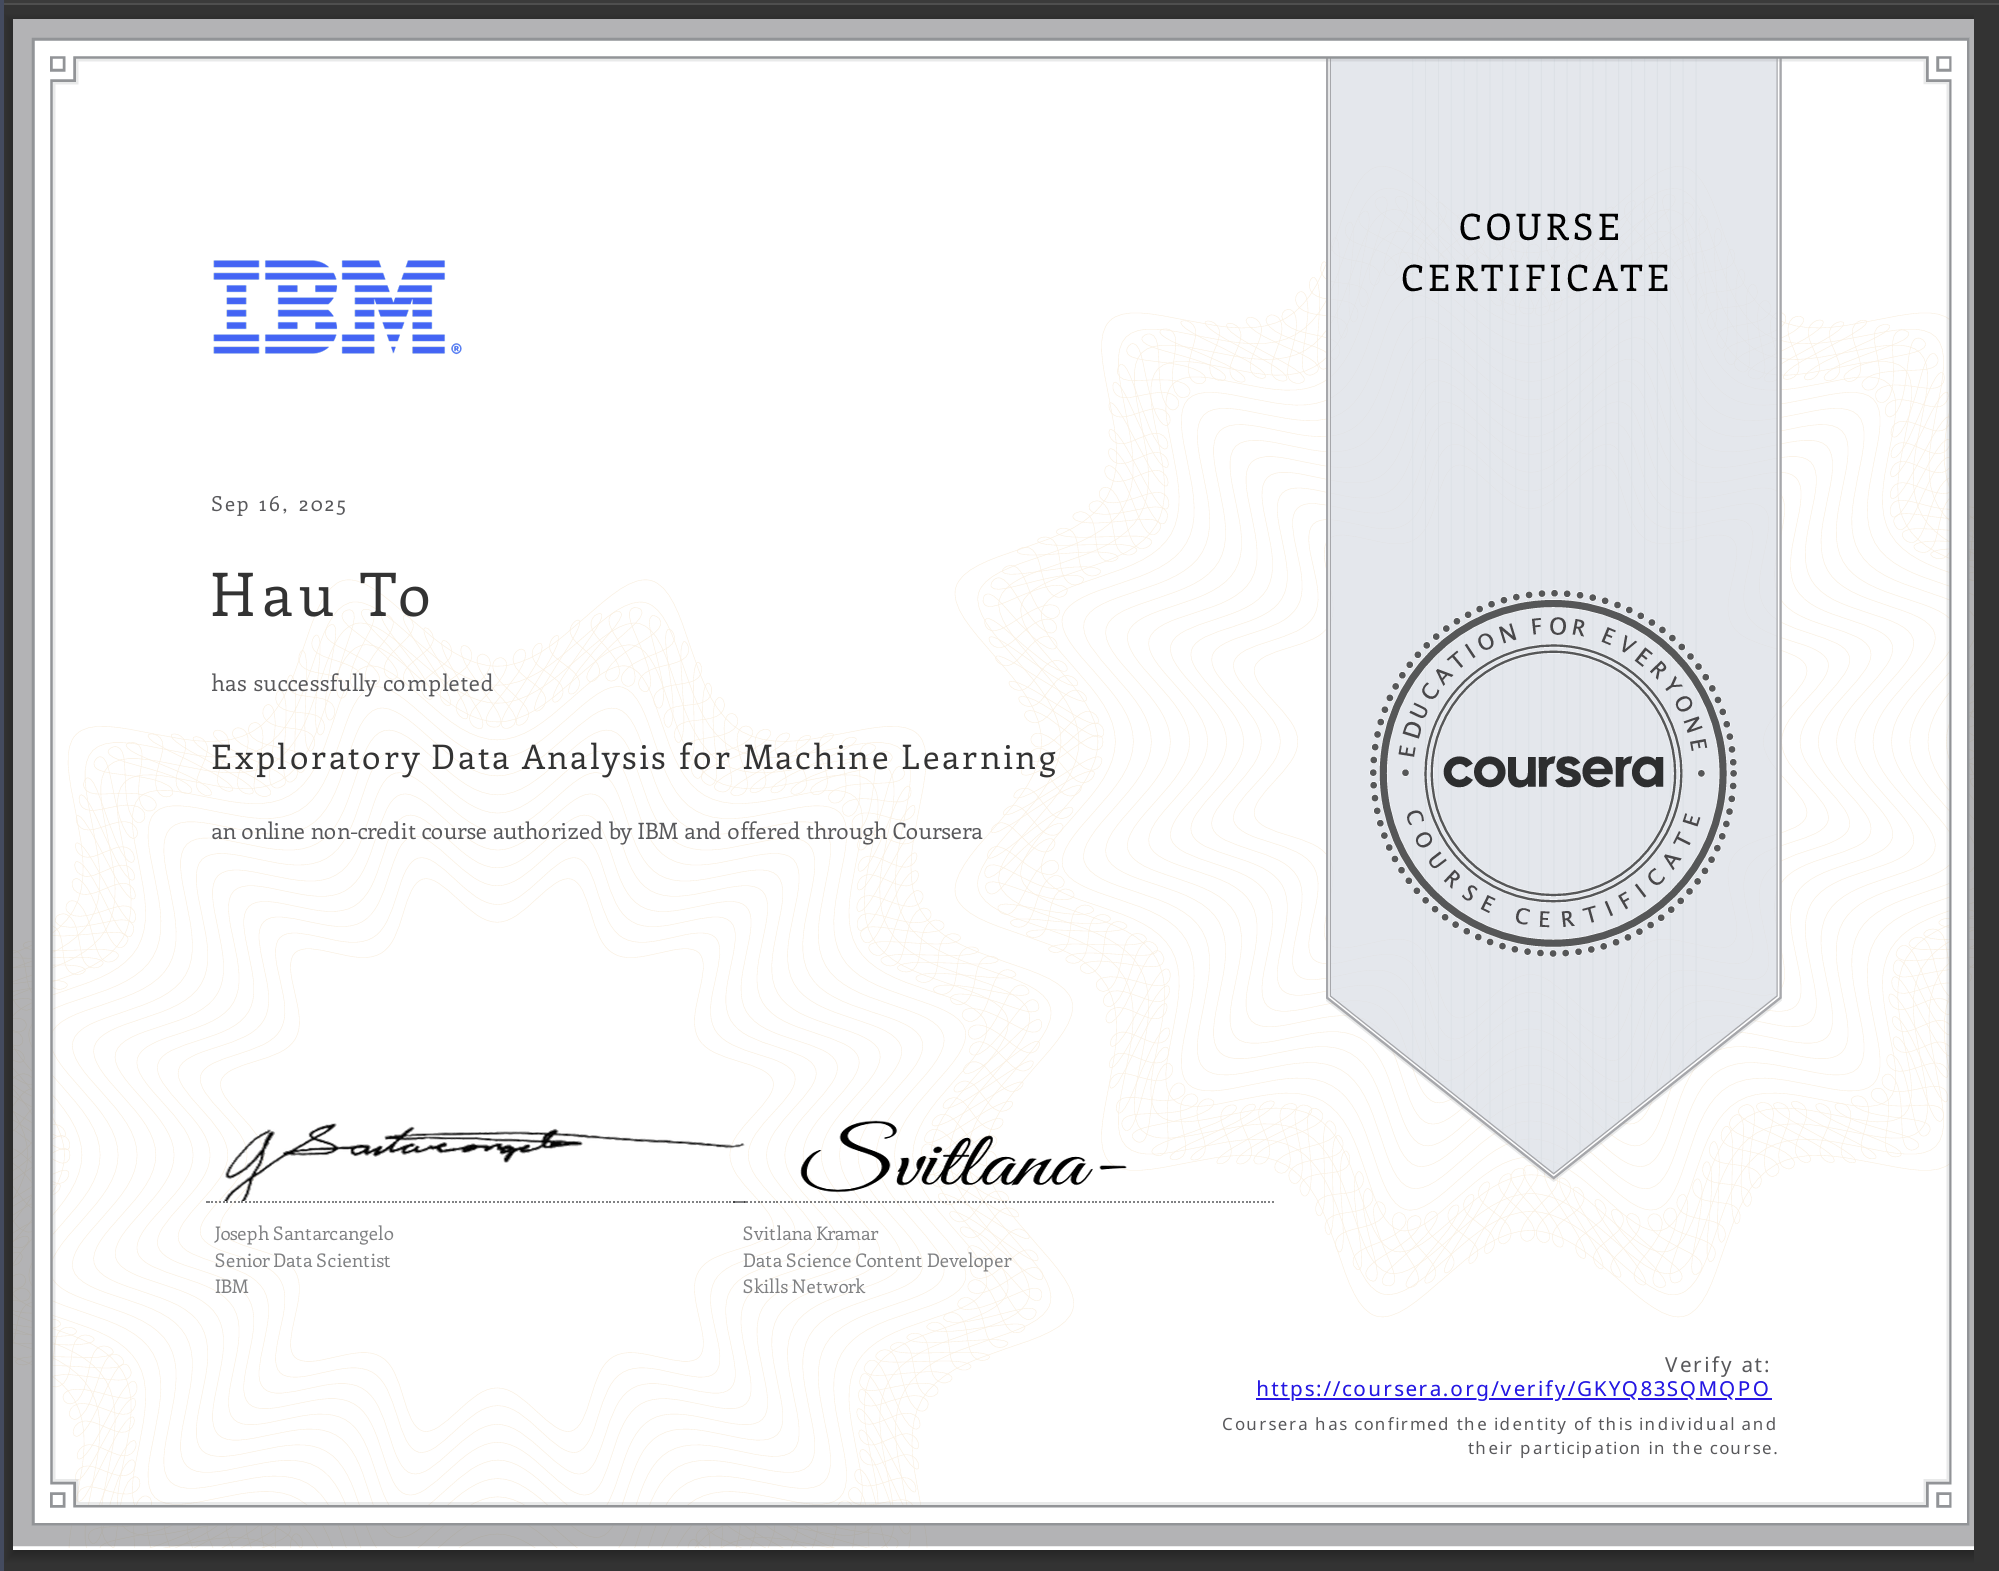 IBM®
COURSE
CERTIFICATE
Sep 16, 2025
Hau To
has successfully completed
Exploratory Data Analysis for Machine Learning
an online non-credit course authorized by IBM and offered through Coursera
EDUCATION FOR EVERYONE
coursera
COURSE CERTIFICATE
J Santarcangelo
Svitlana
Joseph Santarcangelo
Senior Data Scientist
IBM
Svitlana Kramar
Data Science Content Developer
Skills Network
Verify at:
https://coursera.org/verify/GKYQ83SQMQPO
Coursera has confirmed the identity of this individual and
their participation in the course.